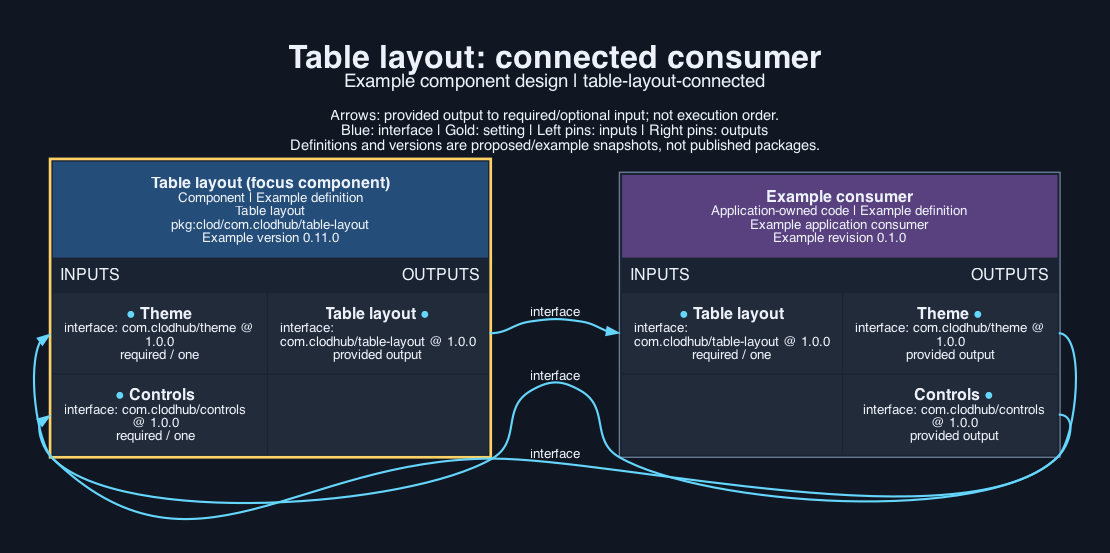 Table layout: connected consumer
Example component design | table-layout-connected
Arrows: provided output to required/optional input; not execution order.
Blue: interface | Gold: setting | Left pins: inputs | Right pins: outputs
Definitions and versions are proposed/example snapshots, not published packages.
Table layout (focus component)
Component | Example definition
Table layout
pkg:clod/com.clodhub/table-layout
Example version 0.11.0
INPUTS
OUTPUTS
Theme
interface: com.clodhub/theme @
1.0.0
required / one
Table layout
interface:
com.clodhub/table-layout @ 1.0.0
provided output
Controls
interface: com.clodhub/controls
@ 1.0.0
required / one
interface
interface
interface
Example consumer
Application-owned code | Example definition
Example application consumer
Example revision 0.1.0
INPUTS
OUTPUTS
Table layout
interface:
com.clodhub/table-layout @ 1.0.0
required / one
Theme
interface: com.clodhub/theme @
1.0.0
provided output
Controls
interface: com.clodhub/controls
@ 1.0.0
provided output